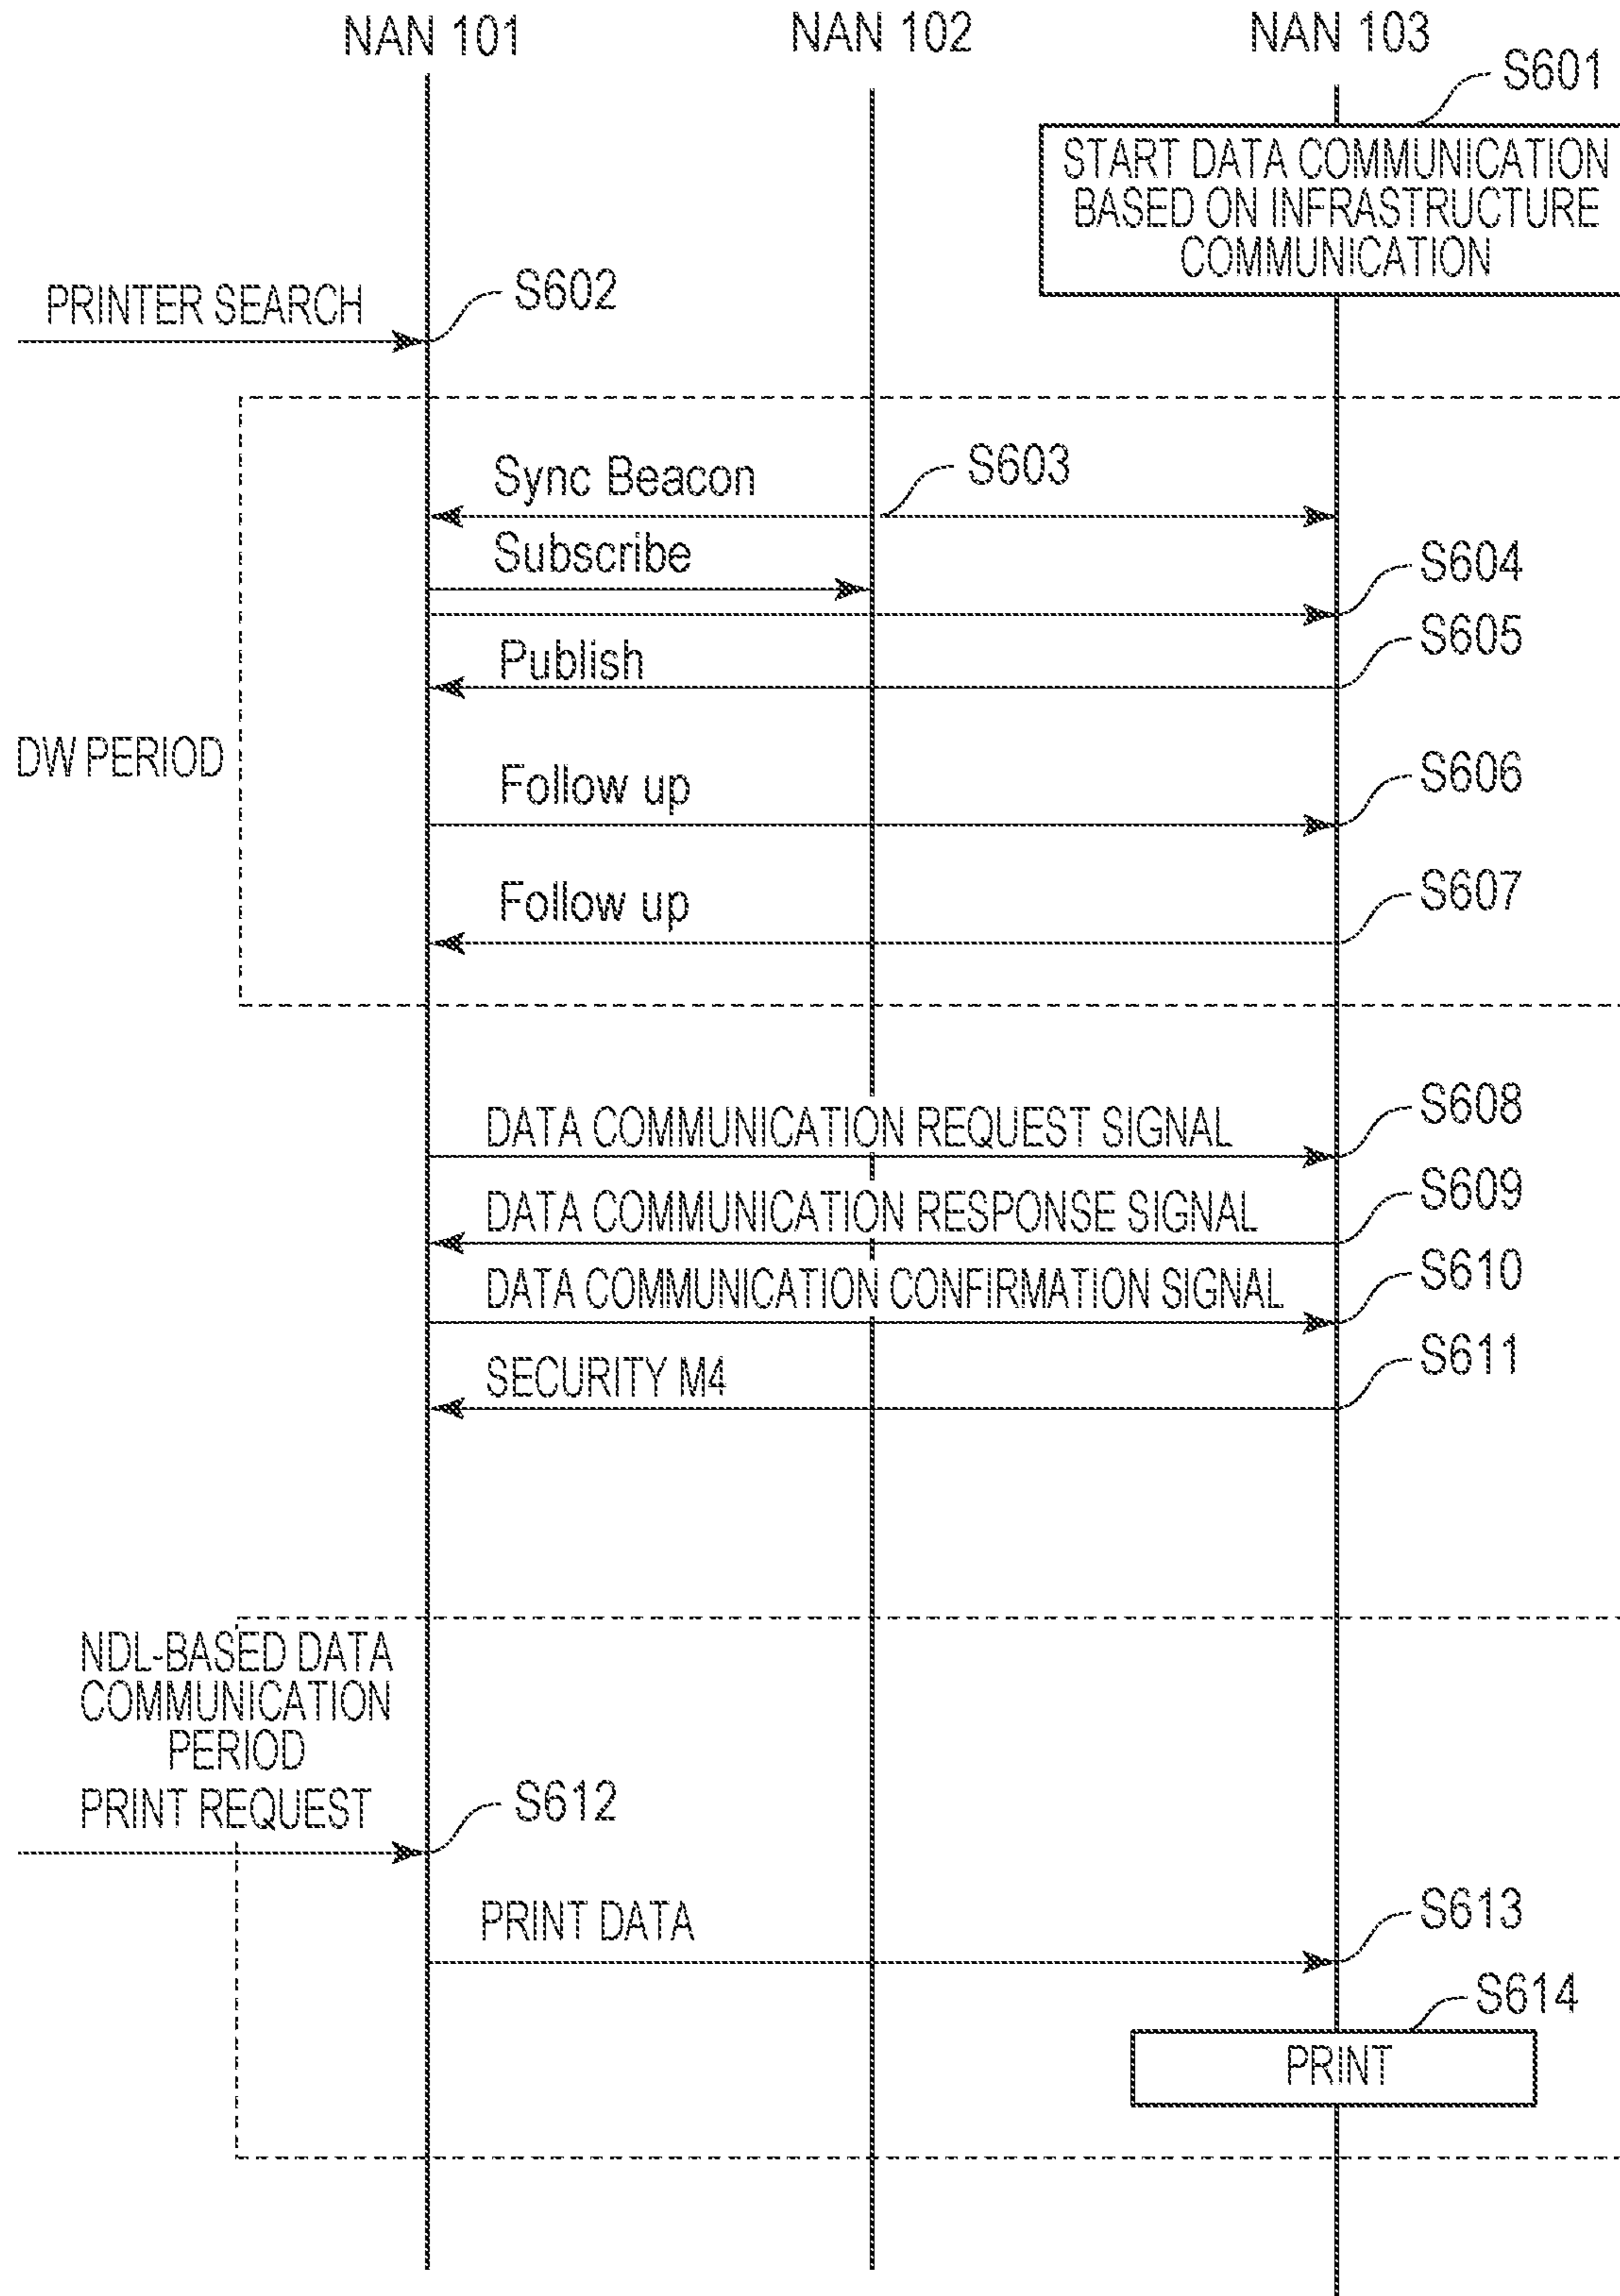 NAN 101
NAN 102
NAN 103
S601
START DATA COMMUNICATION
BASED ON INFRASTRUCTURE
COMMUNICATION
PRINTER SEARCH
S602
Sync Beacon
S603
Subscribe
S604
Publish
S605
DW PERIOD
Follow up
S606
Follow up
S607
DATA COMMUNICATION REQUEST SIGNAL
S608
DATA COMMUNICATION RESPONSE SIGNAL
S609
DATA COMMUNICATION CONFIRMATION SIGNAL
S610
SECURITY M4
S611
NDL-BASED DATA
COMMUNICATION
PERIOD
PRINT REQUEST
S612
PRINT DATA
S613
S614
PRINT